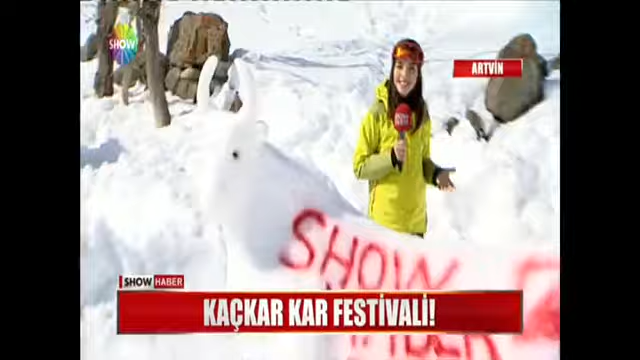 SHOW
ARTVİN
SHOW
SHOW HABER
KAÇKAR KAR FESTİVALİ!